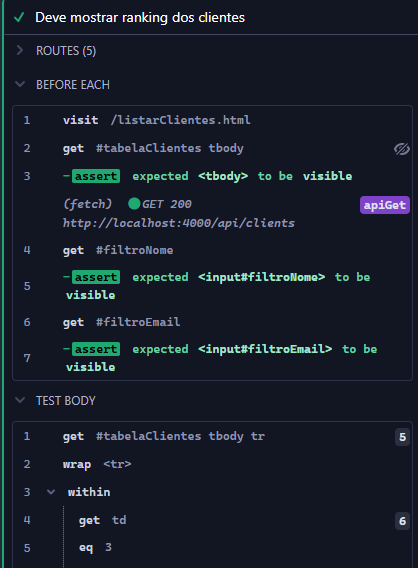 Deve mostrar ranking dos clientes
ROUTES (5)
BEFORE EACH
1 visit /listarClientes.html
2 get #tabelaClientes tbody
3 -assert expected <tbody> to be visible
(fetch) GET 200 apiGet
http://localhost:4000/api/clients
4 get #filtroNome
5 -assert expected <input#filtroNome> to be
visible
6 get #filtroEmail
7 -assert expected <input#filtroEmail> to be
visible
TEST BODY
1 get #tabelaClientes tbody tr 5
2 wrap <tr>
3 within
4 get td 6
5 eq 3